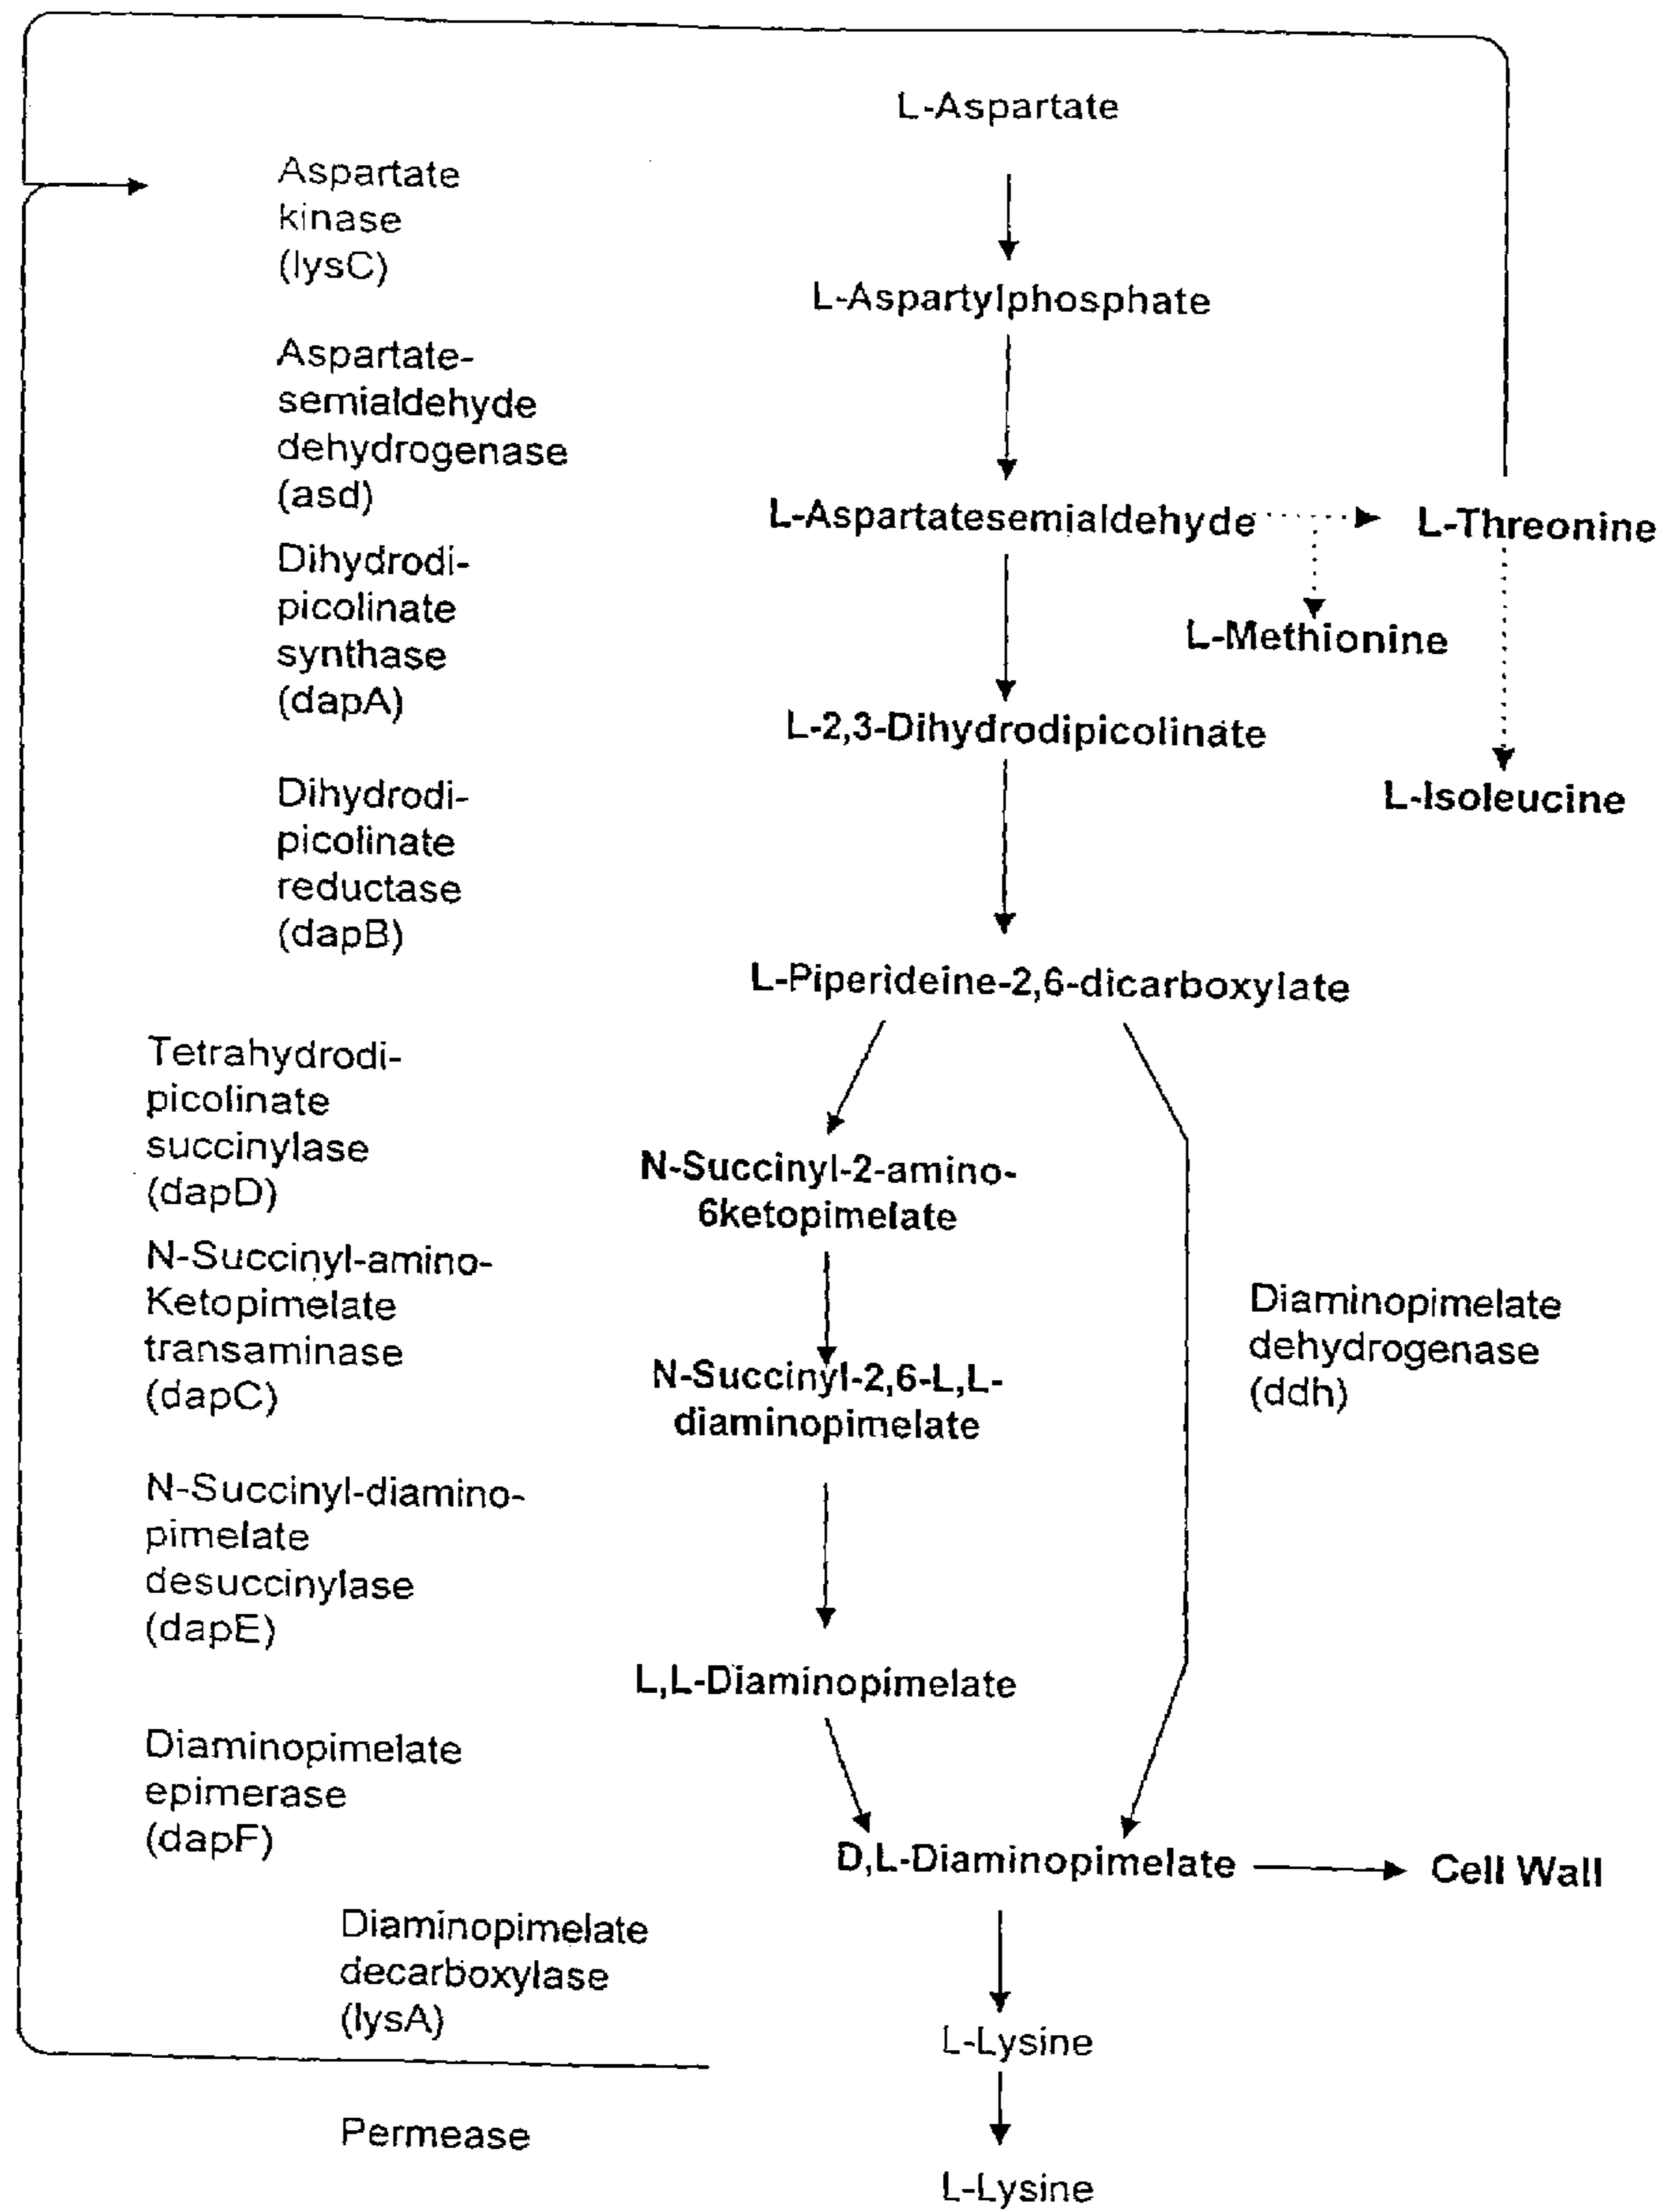 L-Aspartate
Aspartate
kinase
(lysC)
L-Aspartylphosphate
Aspartate-
semialdehyde
dehydrogenase
(asd)
L-Aspartatesemialdehyde
L-Threonine
Dihydrodi-
picolinate
synthase
(dapA)
L-Methionine
L-2,3-Dihydrodipicolinate
L-Isoleucine
Dihydrodi-
picolinate
reductase
(dapB)
L-Piperideine-2,6-dicarboxylate
Tetrahydrodi-
picolinate
succinylase
(dapD)
N-Succinyl-2-amino-
6ketopimelate
N-Succinyl-amino-
Ketopimelate
transaminase
(dapC)
Diaminopimelate
dehydrogenase
(ddh)
N-Succinyl-2,6-L,L-
diaminopimelate
N-Succinyl-diamino-
pimelate
desuccinylase
(dapE)
L,L-Diaminopimelate
Diaminopimelate
epimerase
(dapF)
D,L-Diaminopimelate
Cell Wall
Diaminopimelate
decarboxylase
(lysA)
L-Lysine
Permease
L-Lysine